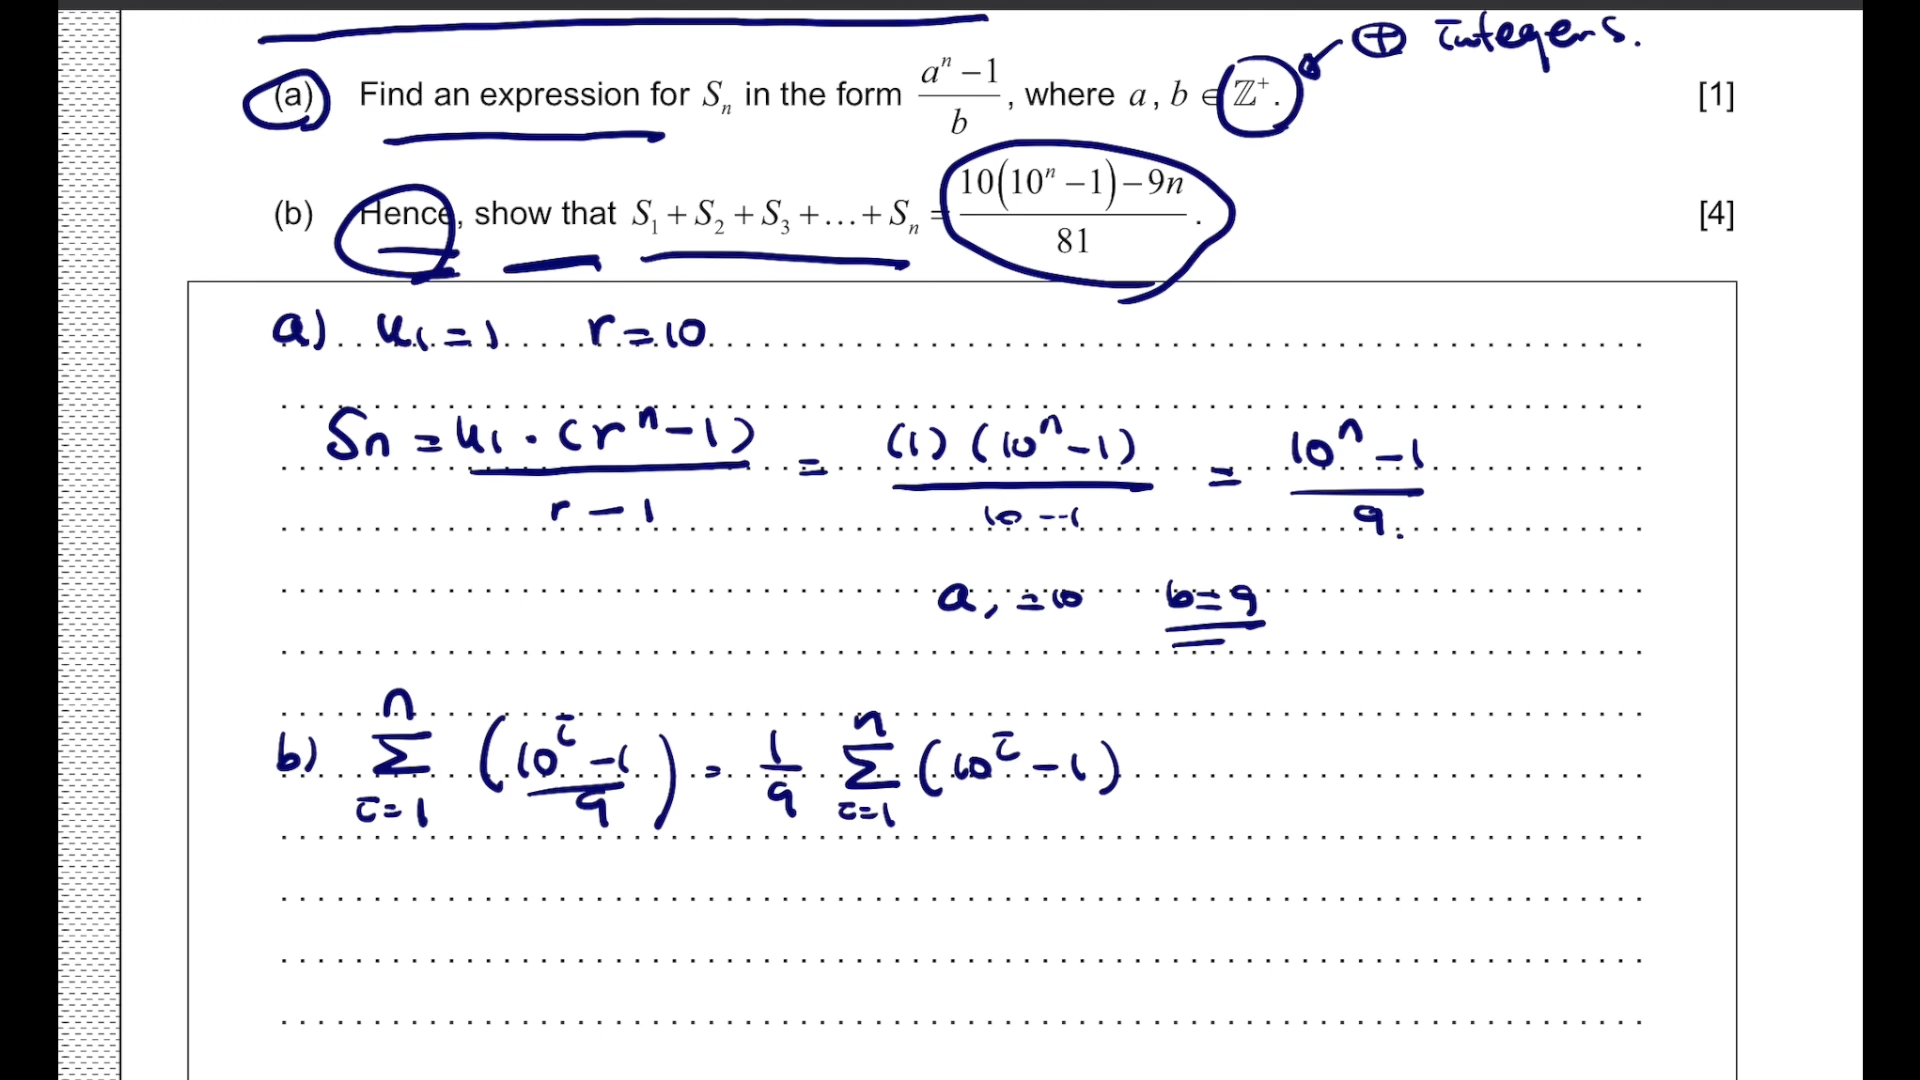 ⊕ Integers.
(a) Find an expression for Sₙ in the form (aⁿ − 1)/b, where a, b ∈ ℤ⁺. [1]
(b) Hence, show that S₁ + S₂ + S₃ + … + Sₙ = (10(10ⁿ − 1) − 9n)/81. [4]
a) u₁ = 1 r = 10
Sₙ = u₁ · (rⁿ − 1)/(r − 1) = (1)(10ⁿ − 1)/(10 − 1) = (10ⁿ − 1)/9.
a, = 10 b = 9
b) ∑ᵢ₌₁ⁿ ((10ⁱ − 1)/9) = 1/9 ∑ᵢ₌₁ⁿ (10ⁱ − 1)